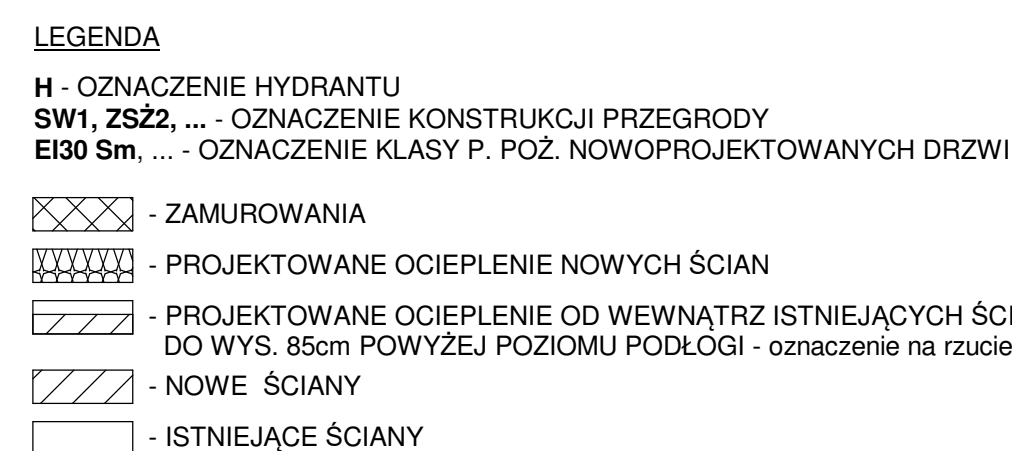 LEGENDA
H - OZNACZENIE HYDRANTU
SW1, ZSŻ2, ... - OZNACZENIE KONSTRUKCJI PRZEGRODY
EI30 Sm, ... - OZNACZENIE KLASY P. POŻ. NOWOPROJEKTOWANYCH DRZWI
- ZAMUROWANIA
- PROJEKTOWANE OCIEPLENIE NOWYCH ŚCIAN
- PROJEKTOWANE OCIEPLENIE OD WEWNĄTRZ ISTNIEJĄCYCH
DO WYS. 85cm POWYŻEJ POZIOMU PODŁOGI - oznaczenie na rzucie
- NOWE ŚCIANY
- ISTNIEJĄCE ŚCIANY